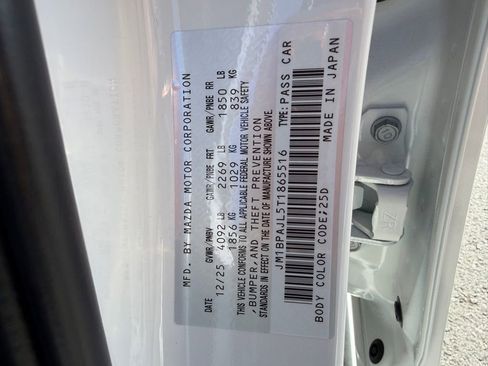 MFD. BY MAZDA MOTOR CORPORATION
DATE GVWR/PNBV GAWR/PNBE FRT GAWR/PNBE RR
12/25 4092 LB 2269 LB 1850 LB
1856 KG 1029 KG 839 KG
THIS VEHICLE CONFORMS TO ALL APPLICABLE FEDERAL MOTOR VEHICLE SAFETY
,BUMPER,AND THEFT PREVENTION
STANDARDS IN EFFECT ON THE DATE OF MANUFACTURE SHOWN ABOVE.
JM1BPAJL5T1865516 TYPE:PASS CAR
BODY COLOR CODE;25D MADE IN JAPAN
ZR